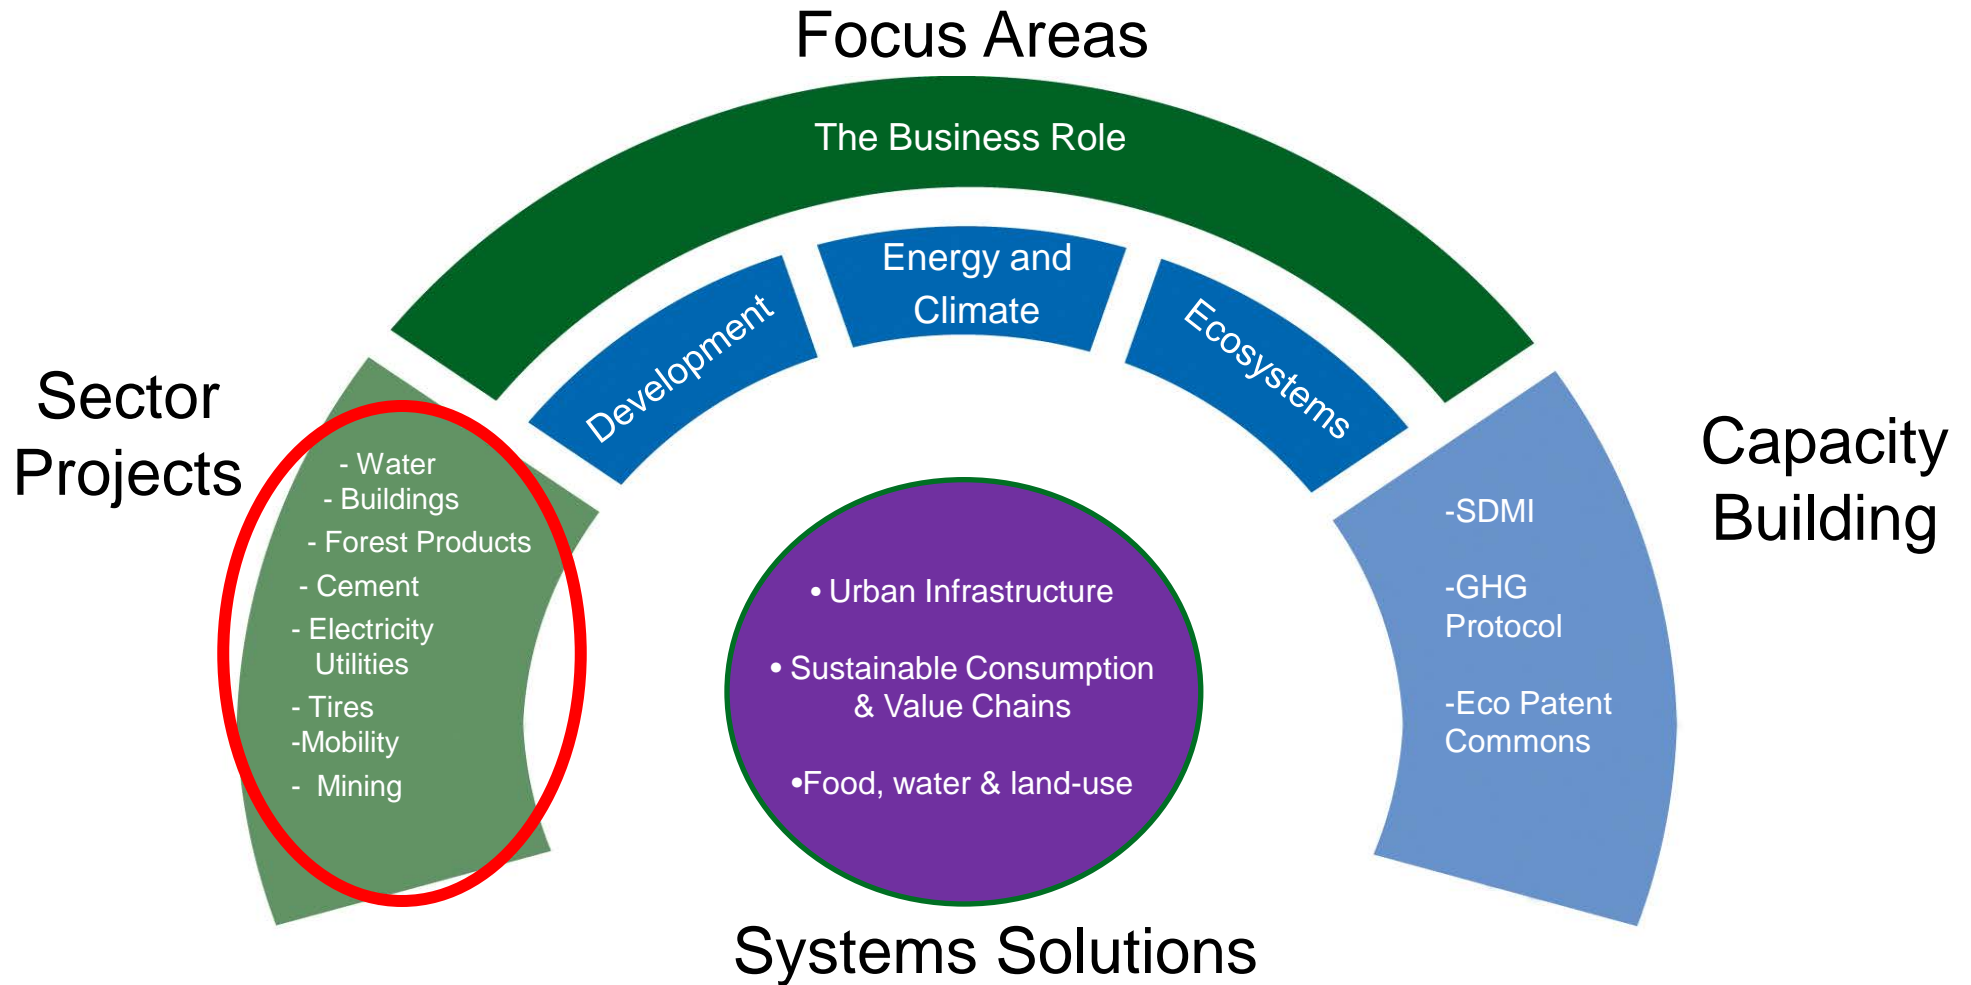 Focus Areas
The Business Role
Energy and
Climate
Development
Ecosystems
Sector
Projects
- Water
- Buildings
- Forest Products
- Cement
- Electricity
Utilities
- Tires
-Mobility
- Mining
• Urban Infrastructure
• Sustainable Consumption
& Value Chains
•Food, water & land-use
Systems Solutions
Capacity
Building
-SDMI
-GHG
Protocol
-Eco Patent
Commons